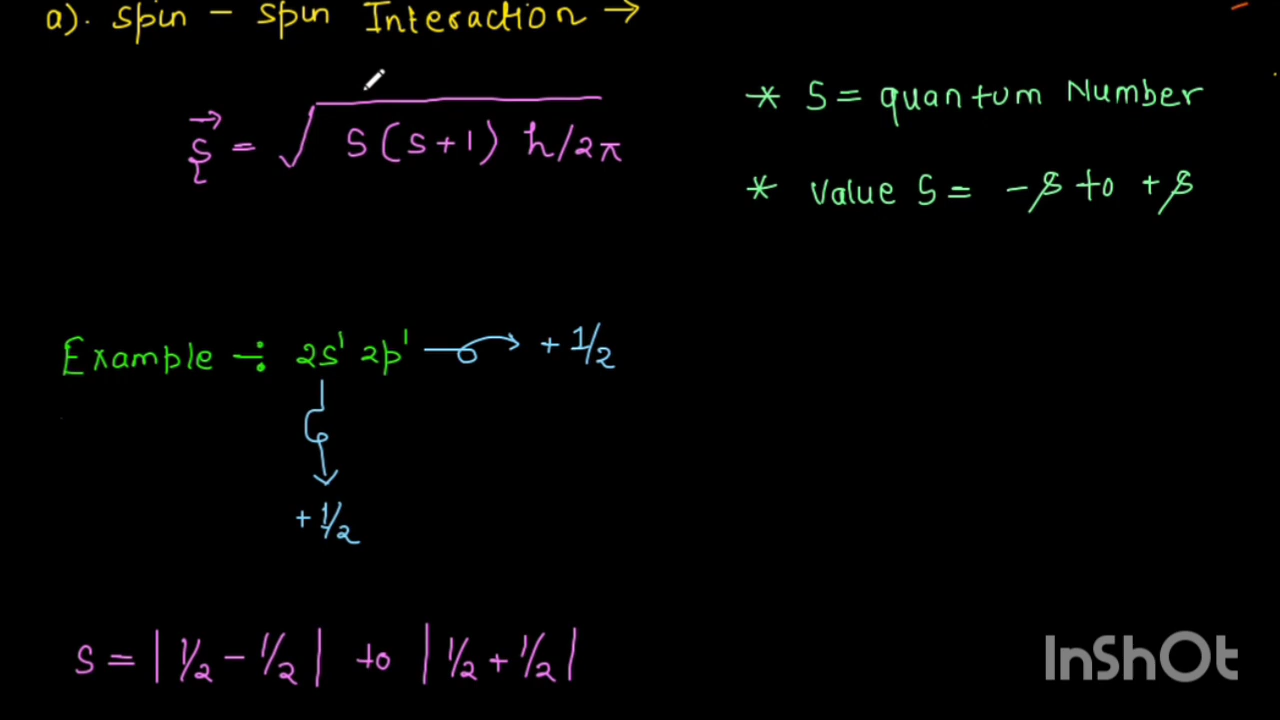 a). Spin - Spin Interaction →
S⃗ = √S(S+1) h/2π
* S = quantum Number
* Value S = -s to +s
Example ÷ 2s¹ 2p¹ → + 1/2
+ 1/2
S = | 1/2 - 1/2 | to | 1/2 + 1/2 |
InShOt